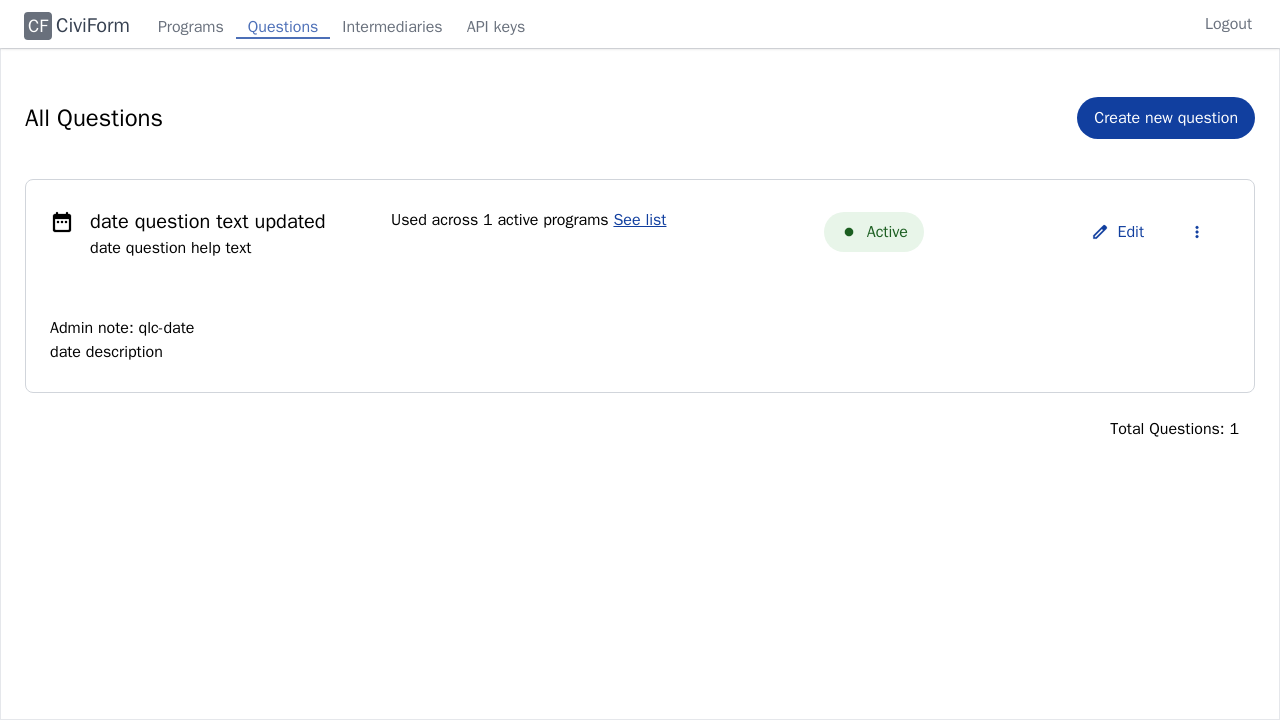 CF CiviForm Programs Questions Intermediaries API keys Logout
All Questions Create new question
date question text updated Used across 1 active programs See list Active Edit
date question help text
Admin note: qlc-date
date description
Total Questions: 1